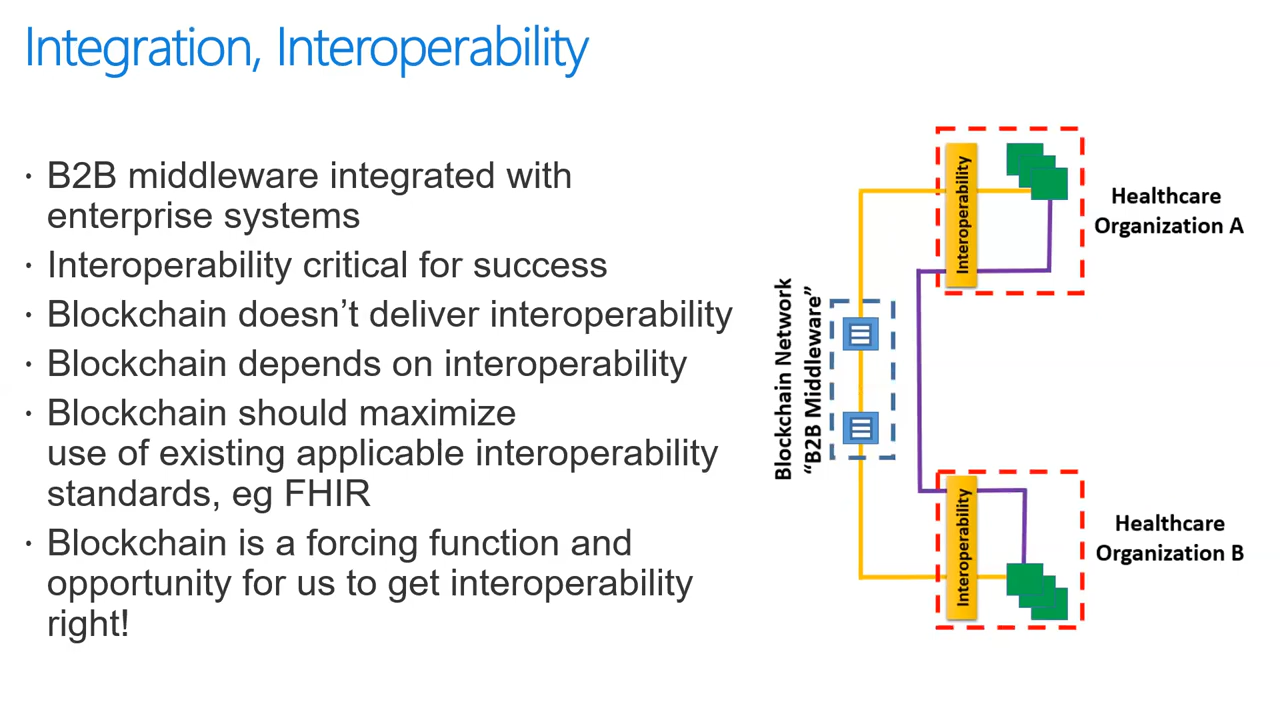 Integration, Interoperability
· B2B middleware integrated with
enterprise systems
· Interoperability critical for success
· Blockchain doesn’t deliver interoperability
· Blockchain depends on interoperability
· Blockchain should maximize
use of existing applicable interoperability
standards, eg FHIR
· Blockchain is a forcing function and
opportunity for us to get interoperability
right!
Blockchain Network
“B2B Middleware”
Interoperability
Healthcare
Organization A
Interoperability
Healthcare
Organization B